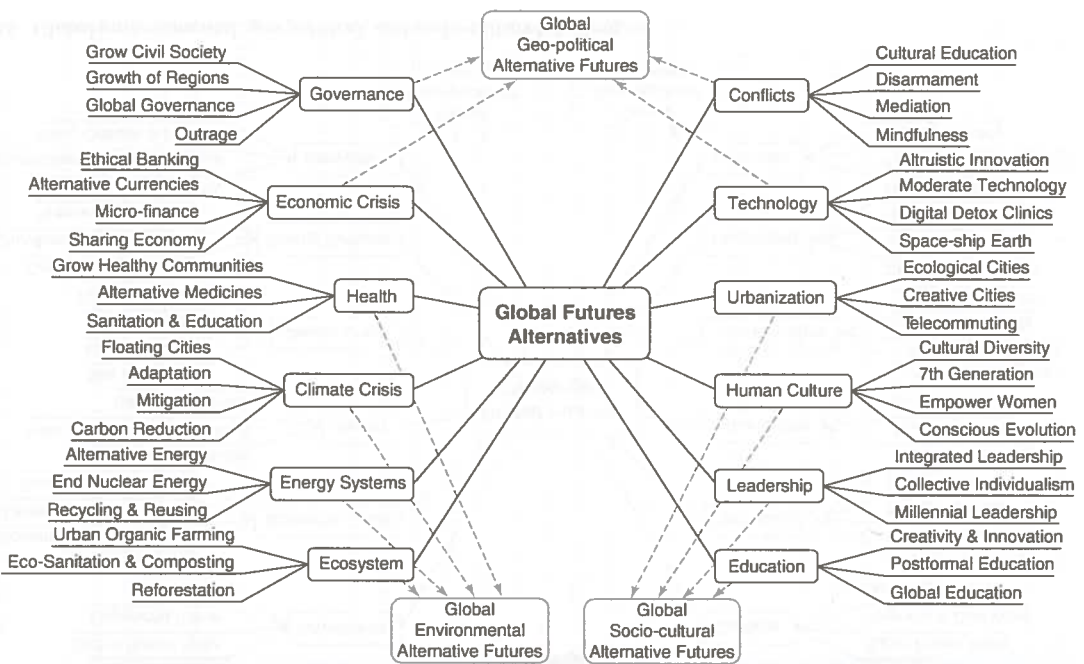 Global
Geo-political
Alternative Futures
Grow Civil Society
Growth of Regions
Global Governance
Outrage
Governance
Ethical Banking
Alternative Currencies
Micro-finance
Sharing Economy
Economic Crisis
Grow Healthy Communities
Alternative Medicines
Sanitation & Education
Health
Floating Cities
Adaptation
Mitigation
Carbon Reduction
Climate Crisis
Alternative Energy
End Nuclear Energy
Recycling & Reusing
Energy Systems
Urban Organic Farming
Eco-Sanitation & Composting
Reforestation
Ecosystem
Global Futures
Alternatives
Conflicts
Cultural Education
Disarmament
Mediation
Mindfulness
Technology
Altruistic Innovation
Moderate Technology
Digital Detox Clinics
Space-ship Earth
Urbanization
Ecological Cities
Creative Cities
Telecommuting
Human Culture
Cultural Diversity
7th Generation
Empower Women
Conscious Evolution
Leadership
Integrated Leadership
Collective Individualism
Millennial Leadership
Education
Creativity & Innovation
Postformal Education
Global Education
Global
Environmental
Alternative Futures
Global
Socio-cultural
Alternative Futures